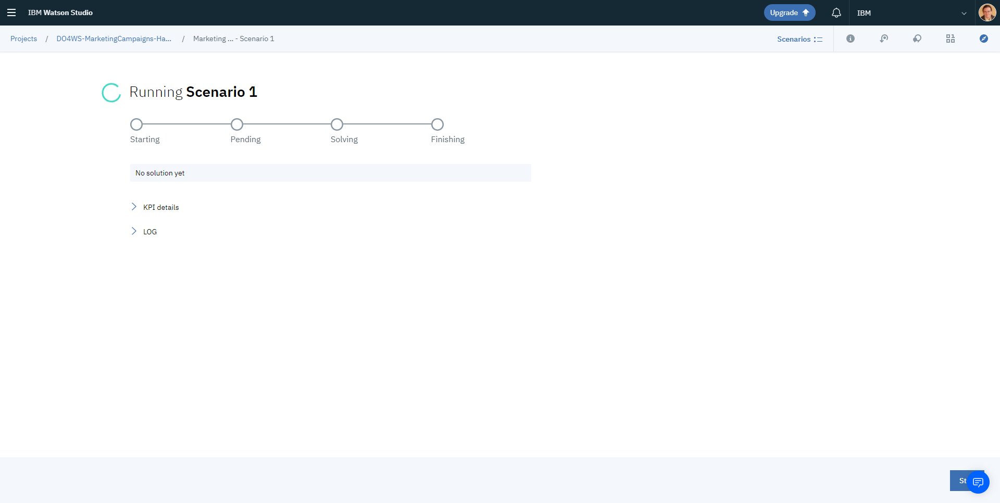 IBM Watson Studio
Upgrade
IBM
Projects / DO4WS-MarketingCampaigns-Ha... / Marketing ... - Scenario 1
Scenarios
Running Scenario 1
Starting
Pending
Solving
Finishing
No solution yet
KPI details
LOG